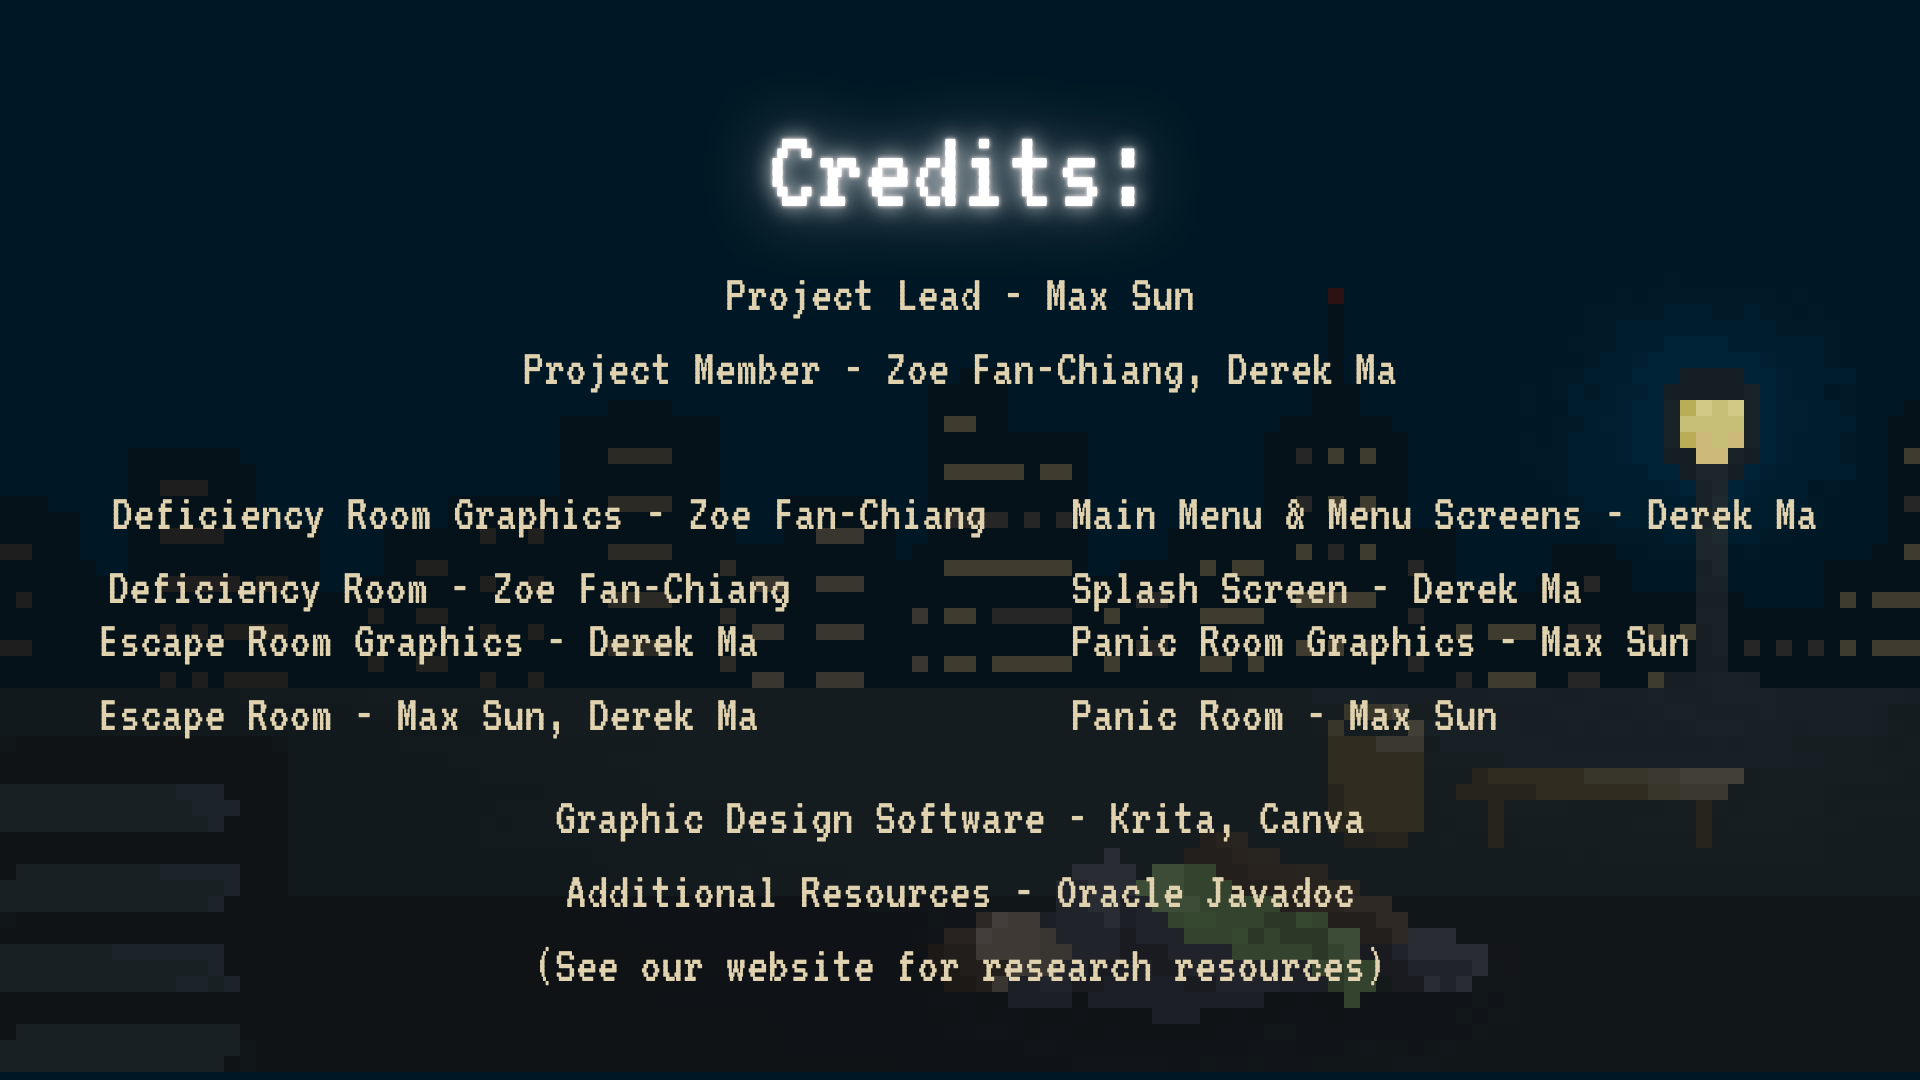 Credits:
Project Lead - Max Sun
Project Member - Zoe Fan-Chiang, Derek Ma
Deficiency Room Graphics - Zoe Fan-Chiang
Deficiency Room - Zoe Fan-Chiang
Escape Room Graphics - Derek Ma
Escape Room - Max Sun, Derek Ma
Main Menu & Menu Screens - Derek Ma
Splash Screen - Derek Ma
Panic Room Graphics - Max Sun
Panic Room - Max Sun
Graphic Design Software - Krita, Canva
Additional Resources - Oracle Javadoc
(See our website for research resources)